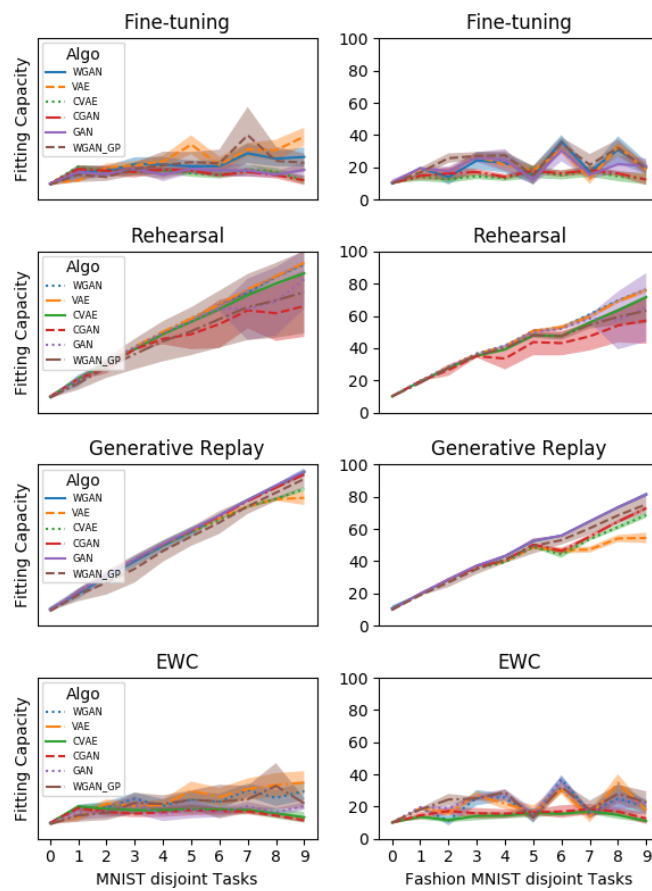 Fine-tuning
Fine-tuning
Fitting Capacity
Algo
WGAN
VAE
CVAE
CGAN
GAN
WGAN_GP
100
80
60
40
20
0
Rehearsal
Rehearsal
Fitting Capacity
Algo
WGAN
VAE
CVAE
CGAN
GAN
WGAN_GP
100
80
60
40
20
0
Generative Replay
Generative Replay
Fitting Capacity
Algo
WGAN
VAE
CVAE
CGAN
GAN
WGAN_GP
100
80
60
40
20
0
EWC
EWC
Fitting Capacity
Algo
WGAN
VAE
CVAE
CGAN
GAN
WGAN_GP
100
80
60
40
20
0
0 1 2 3 4 5 6 7 8 9
0 1 2 3 4 5 6 7 8 9
MNIST disjoint Tasks
Fashion MNIST disjoint Tasks